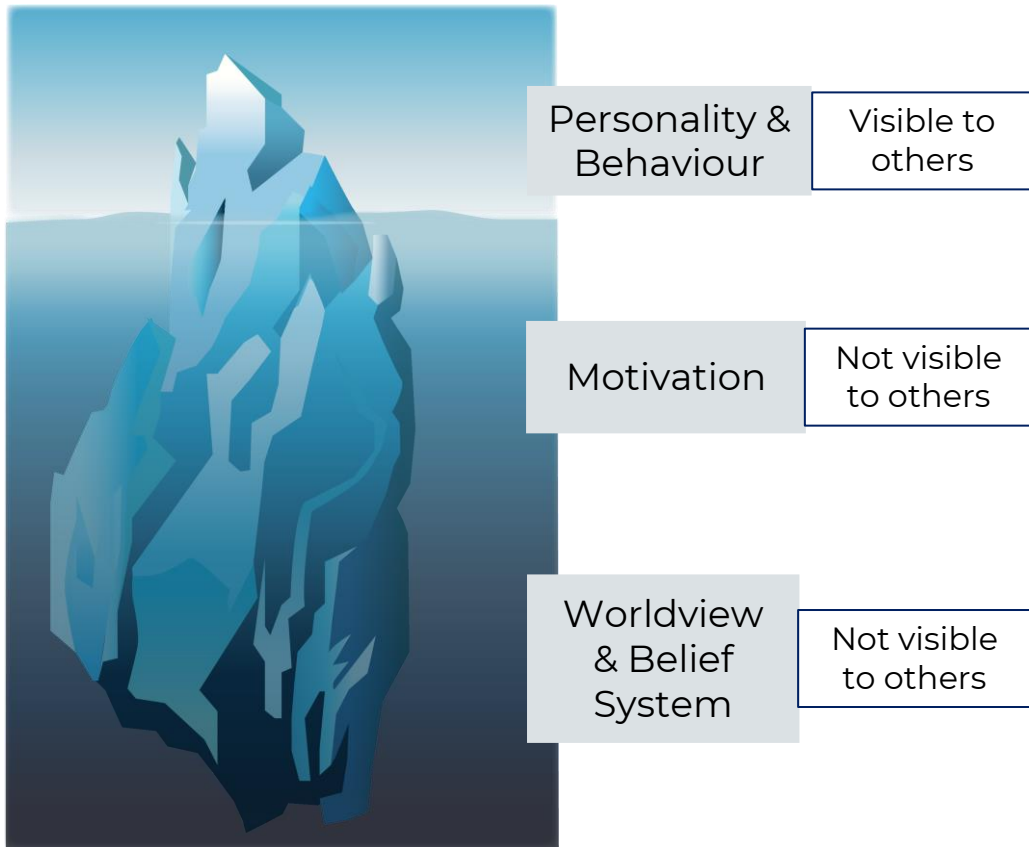 Personality &
Behaviour
Visible to
others
Motivation
Not visible
to others
Worldview
& Belief
System
Not visible
to others